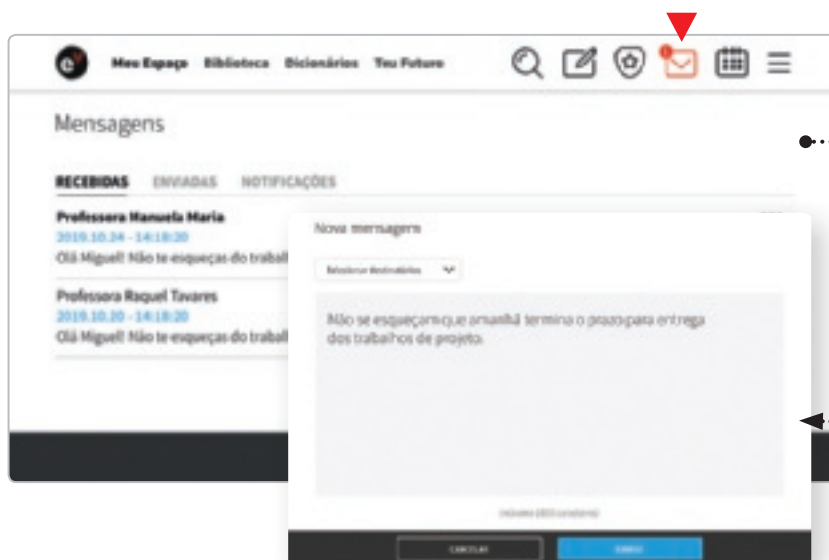 Meu Espaço Biblioteca Dicionários Teu Futuro
Mensagens
RECEBIDAS ENVIADAS NOTIFICAÇÕES
Professora Manuela Maria
2019.10.24 - 14:18:20
Olá Miguel! Não te esqueças do trabal
Professora Raquel Tavares
2019.10.20 - 14:18:20
Olá Miguel! Não te esqueças do trabal
Nova mensagem
Selecionar destinatários
Não se esqueçam que amanhã termina o prazo para entrega
dos trabalhos de projeto.
CANCELAR